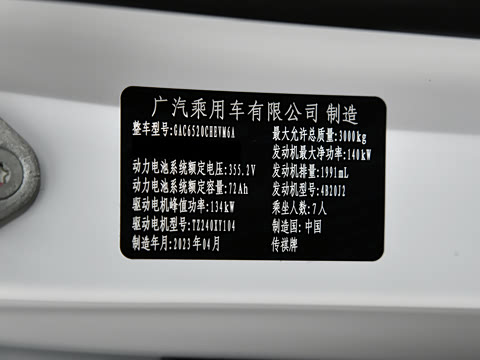 广汽乘用车有限公司 制造
整车型号:GAC6520CHEVM6A
最大允许总质量:3000kg
发动机最大净功率:140kW
动力电池系统额定电压:355.2V
发动机排量:1991mL
动力电池系统额定容量:72Ah
发动机型号:4B20J2
驱动电机峰值功率:134kW
乘坐人数:7人
驱动电机型号:TZ240XY104
制造国:中国
制造年月:2023年04月
传祺牌